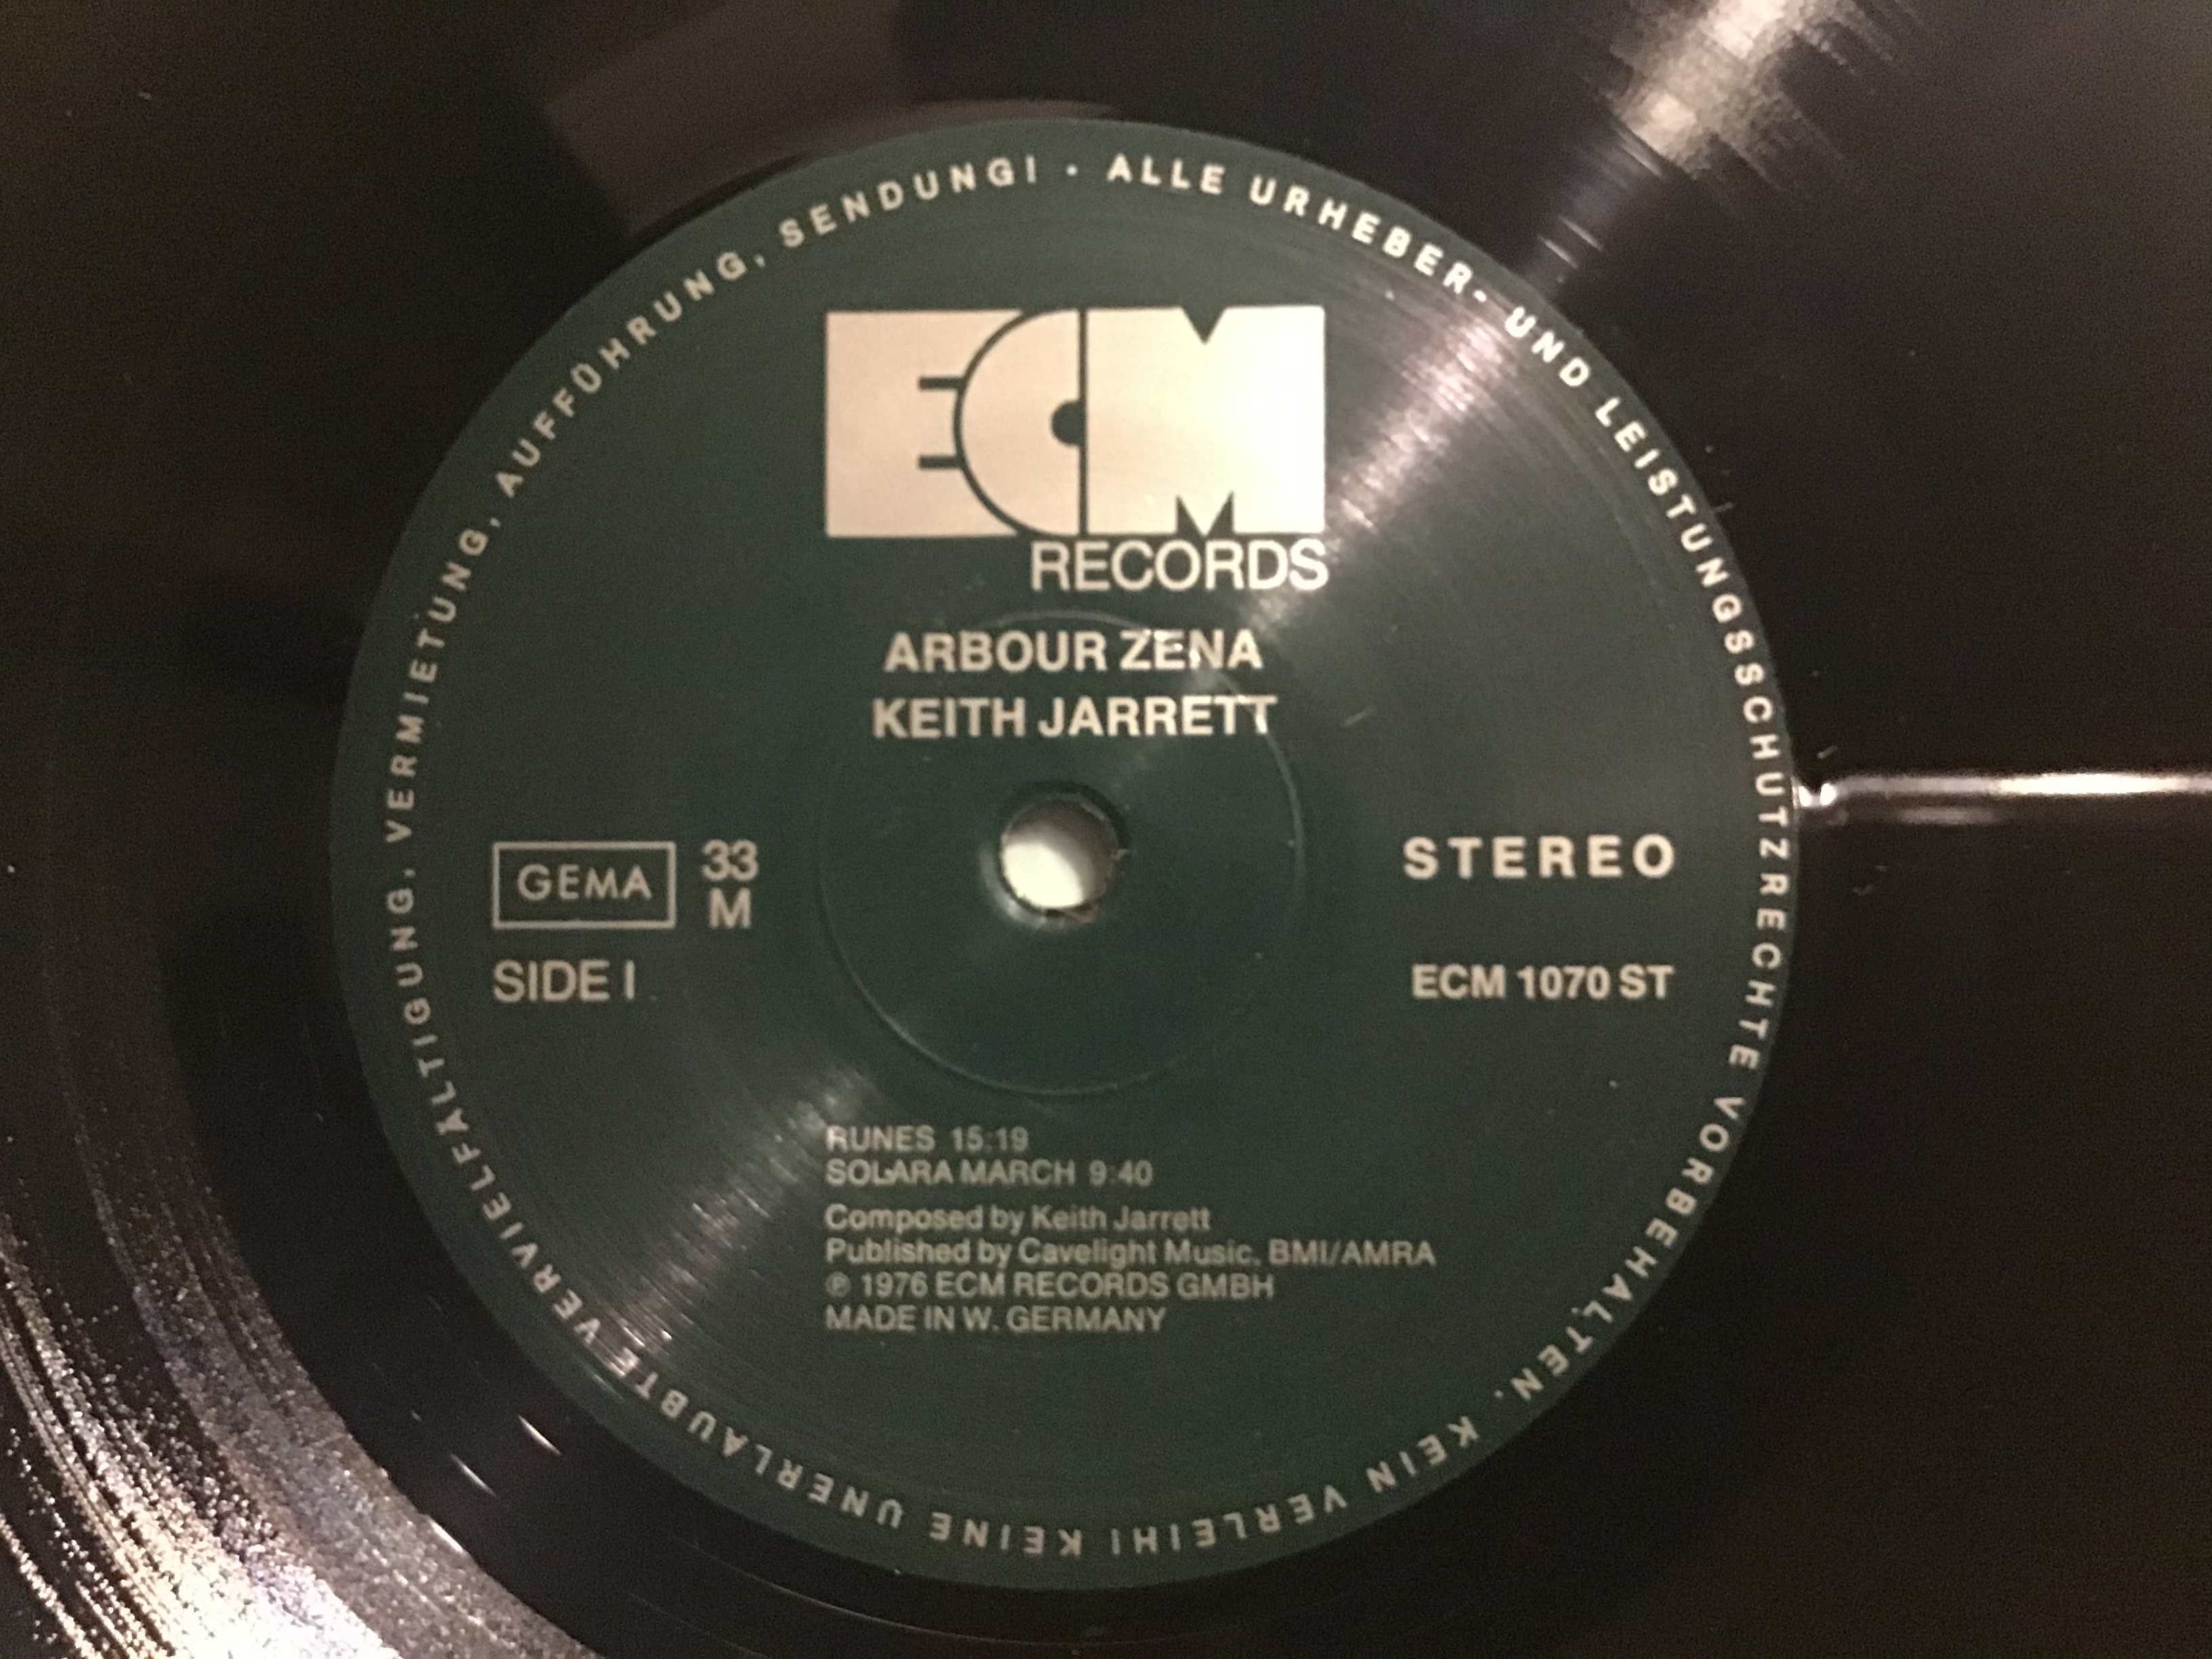 ALLE URHEBER- UND LEISTUNGSSCHUTZRECHTE VORBEHALTEN. KEIN VERLEIH! KEINE UNERLAUBTE VERVIELFÄLTIGUNG, VERMIETUNG, AUFFÜHRUNG, SENDUNG! ·
ECM
RECORDS
ARBOUR ZENA
KEITH JARRETT
GEMA
33
M
STEREO
SIDE I
ECM 1070 ST
RUNES 15:19
SOLARA MARCH 9:40
Composed by Keith Jarrett
Published by Cavelight Music, BMI/AMRA
℗ 1976 ECM RECORDS GMBH
MADE IN W. GERMANY